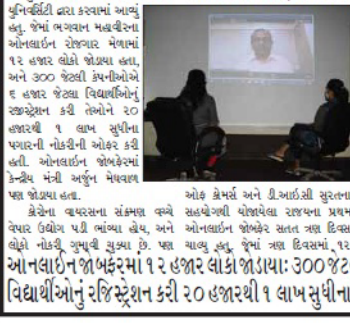 યુનિવર્સિટી દ્વારા કરવામાં આવ્યું
હતુ. જેમાં ભગવાન મહાવીરના
ઓનલાઇન રોજગાર મેળામાં
૧૨ હજાર લોકો જોડાયા હતા,
અને ૩૦૦ જેટલી કંપનીઓએ
૬ હજાર જેટલા વિદ્યાર્થીઓનું
રજીસ્ટ્રેશન કરી તેઓને ૨૦
હજારથી ૧ લાખ સુધીના
પગારની નોકરીની ઓફર કરી
હતી. ઓનલાઇન જોબફેરમાં
કેન્દ્રીય મંત્રી અર્જુન મેઘવાળ
પણ જોડાયા હતા.
કોરોના વાયરસના સંક્રમણ વચ્ચે
વેપાર ઉદ્યોગ પડી ભાંગ્યા હોય, અને
લોકો નોકરી ગુમાવી ચુક્યા છે. પણ
ઓફ કોમર્સ અને ડી.આઇ.સી સુરતના
સહયોગથી યોજાયેલા રાજ્યના પ્રથમ
ઓનલાઇન જોબફેર સતત ત્રણ દિવસ
ચાલ્યુ હતુ. જેમાં ત્રણ દિવસમાં ૧૨
ઓનલાઈન જોબફેરમાં ૧૨ હજાર લોકો જોડાયાઃ ૩૦૦ જેટ
વિદ્યાર્થીઓનું રજિસ્ટ્રેશન કરી ૨૦ હજારથી ૧ લાખ સુધીના